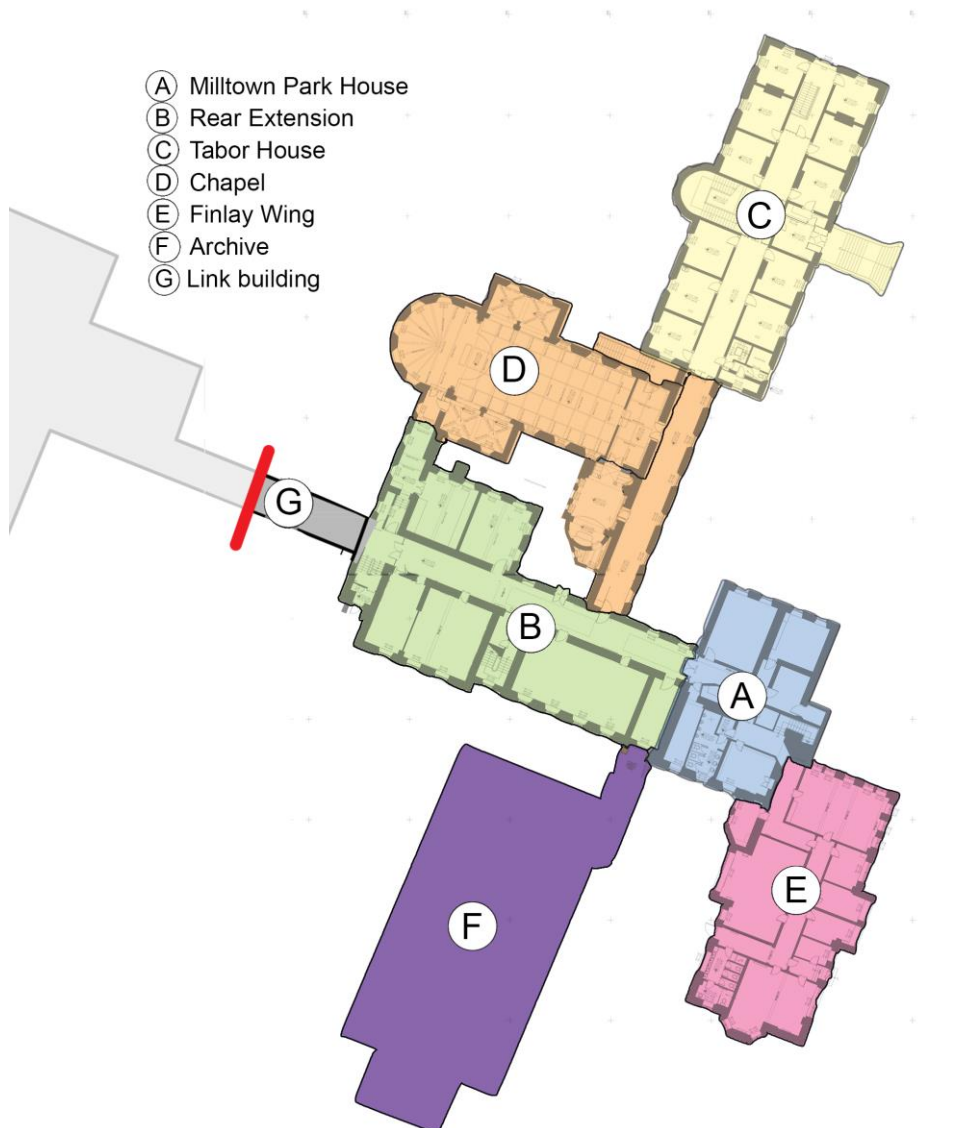 A Milltown Park House
B Rear Extension
C Tabor House
D Chapel
E Finlay Wing
F Archive
G Link building
C
D
G
B
A
E
F